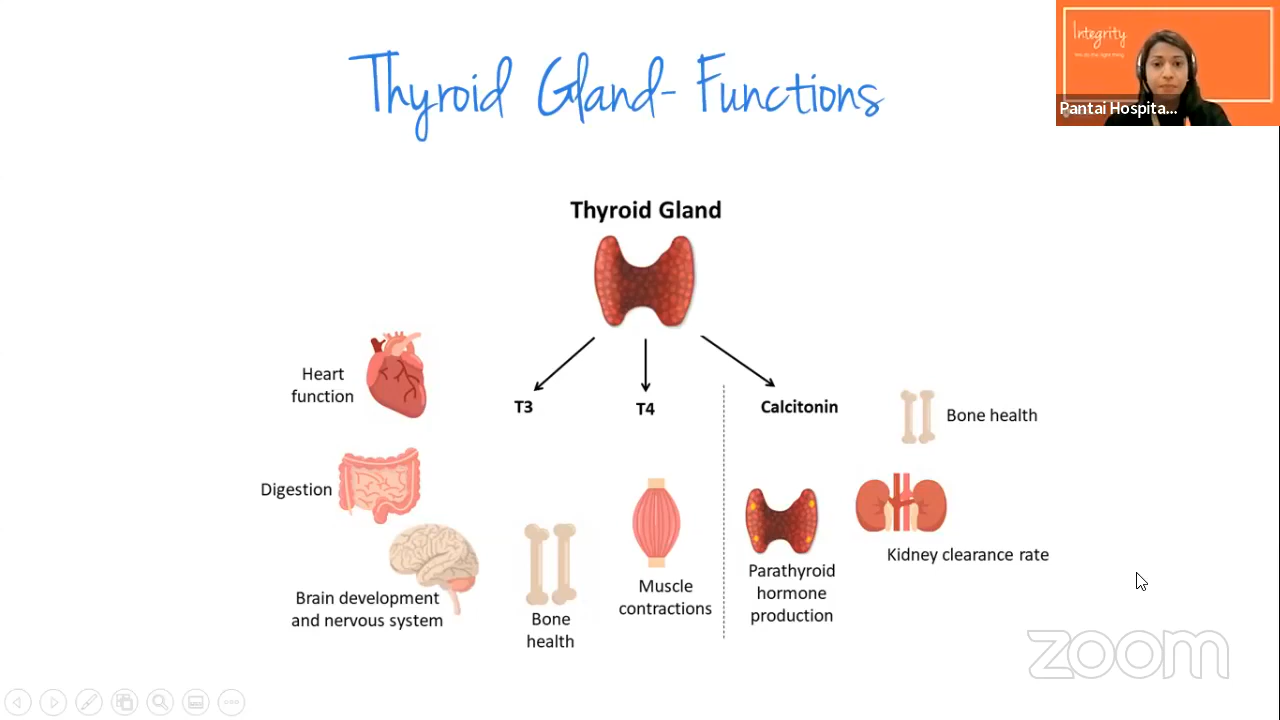 Thyroid Gland- Functions
Integrity
Pantai Hospita...
Thyroid Gland
T3
T4
Calcitonin
Heart
function
Digestion
Brain development
and nervous system
Bone
health
Muscle
contractions
Parathyroid
hormone
production
Bone health
Kidney clearance rate
zoom